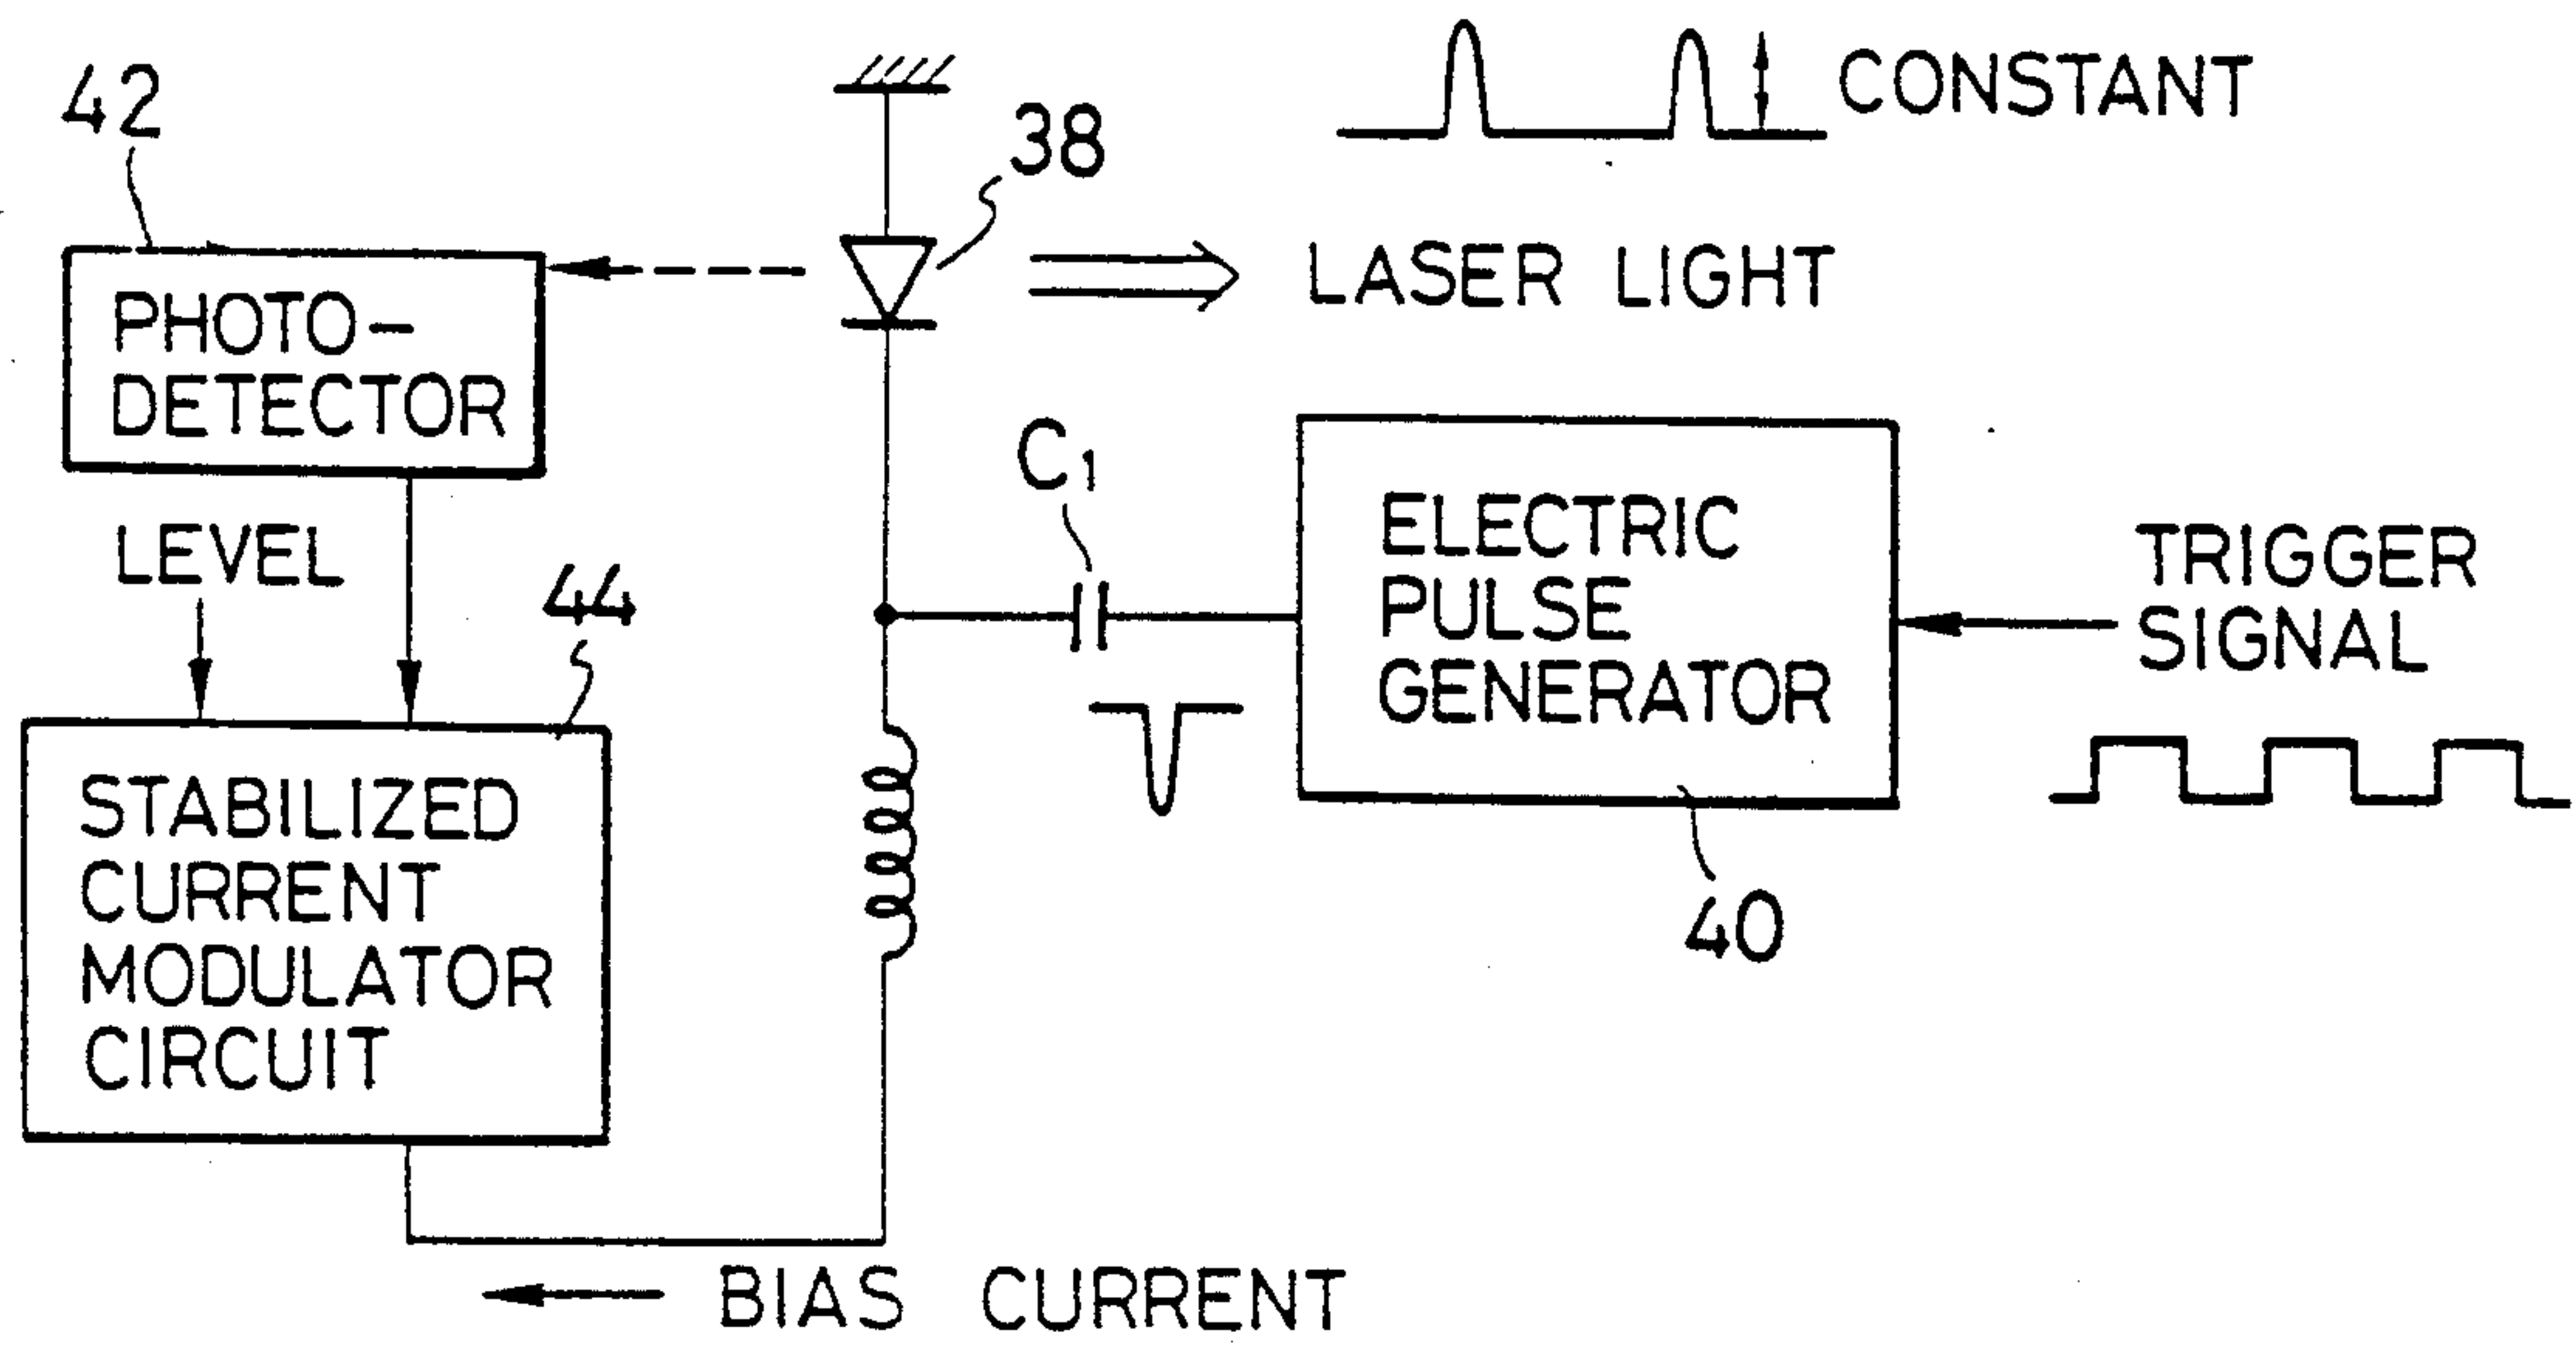 CONSTANT
42
38
LASER LIGHT
PHOTO-
DETECTOR
C1
LEVEL
44
ELECTRIC
PULSE
GENERATOR
TRIGGER
SIGNAL
STABILIZED
CURRENT
MODULATOR
CIRCUIT
40
BIAS CURRENT